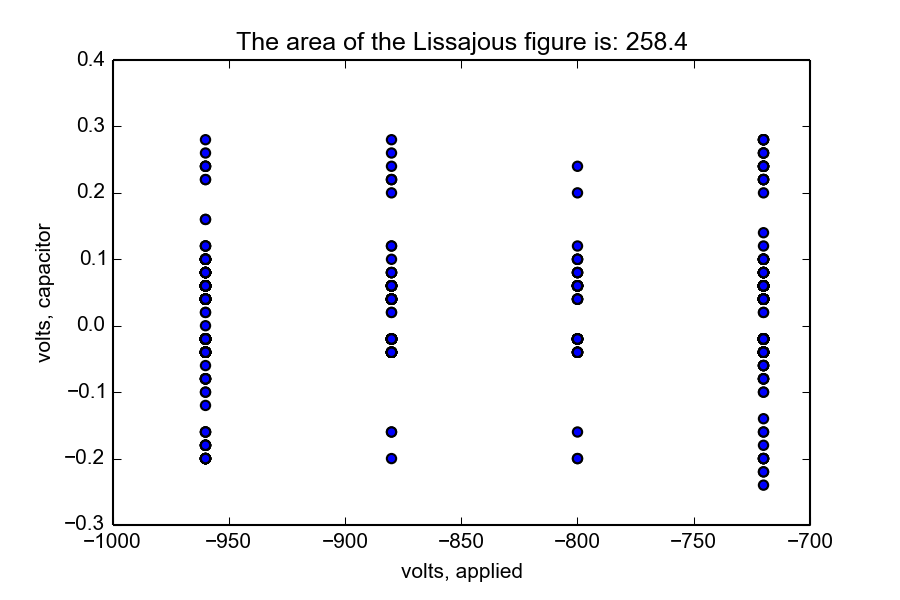 The area of the Lissajous figure is: 258.4
0.4
0.3
0.2
0.1
0.0
−0.1
−0.2
−0.3
volts, capacitor
−1000 −950 −900 −850 −800 −750 −700
volts, applied